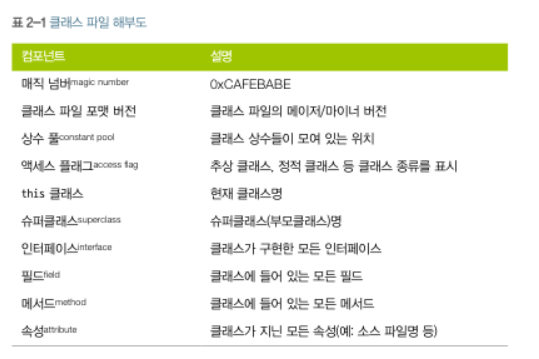 표 2-1 클래스 파일 해부도
컴포넌트 설명
매직 넘버magic number 0xCAFEBABE
클래스 파일 포맷 버전 클래스 파일의 메이저/마이너 버전
상수 풀constant pool 클래스 상수들이 모여 있는 위치
액세스 플래그access flag 추상 클래스, 정적 클래스 등 클래스 종류를 표시
this 클래스 현재 클래스명
슈퍼클래스superclass 슈퍼클래스(부모클래스)명
인터페이스interface 클래스가 구현한 모든 인터페이스
필드field 클래스에 들어 있는 모든 필드
메서드method 클래스에 들어 있는 모든 메서드
속성attribute 클래스가 지닌 모든 속성(예: 소스 파일명 등)